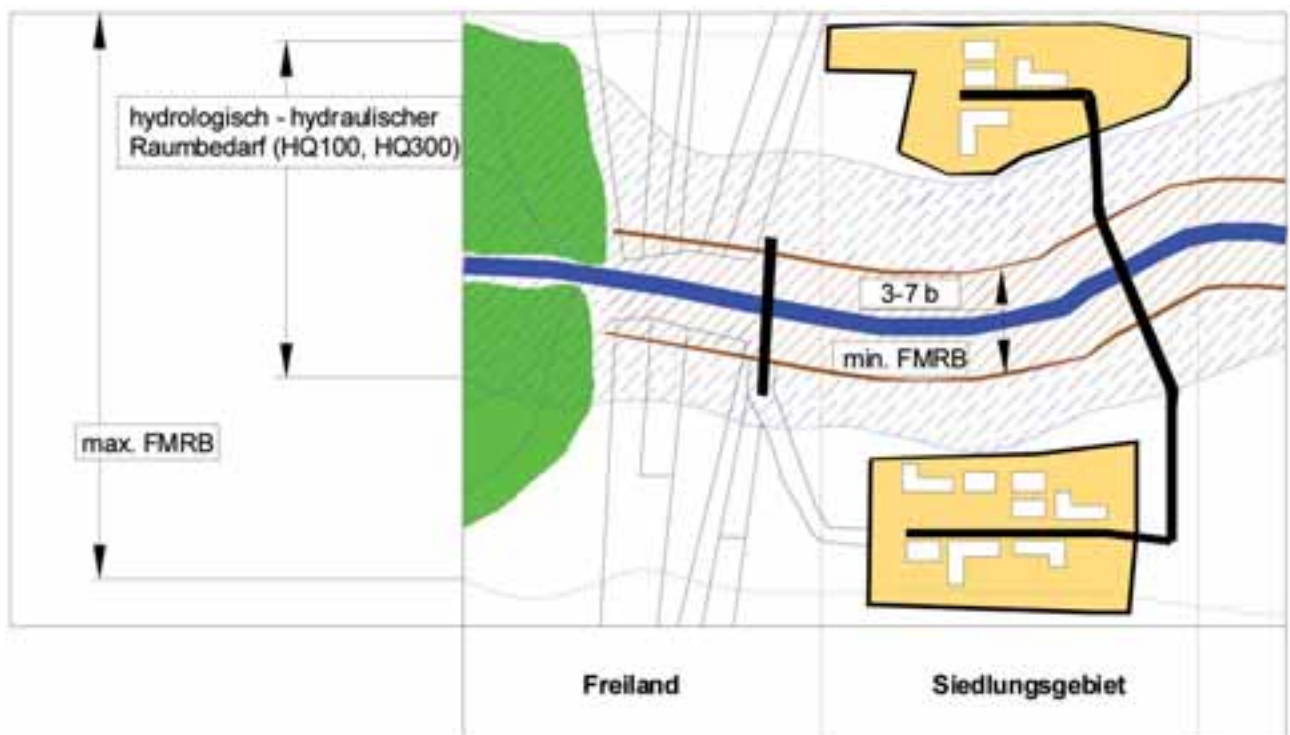 hydrologisch - hydraulischer
Raumbedarf (HQ100, HQ300)
3-7 b
min. FMRB
max. FMRB
Freiland
Siedlungsgebiet